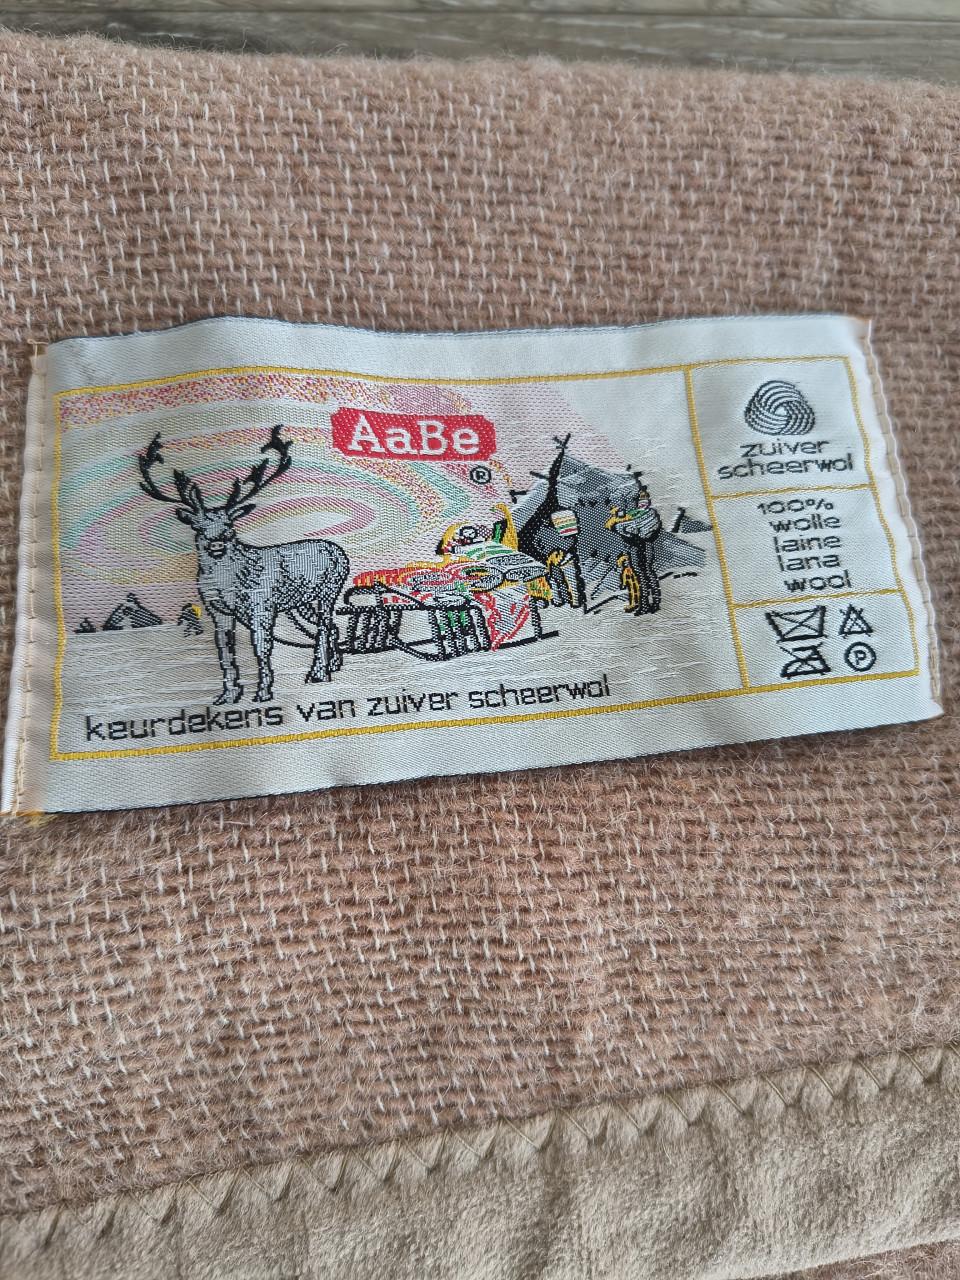 AaBe
®
keurdekens van zuiver scheerwol
zuiver
scheerwol
100%
wolle
laine
lana
wool
P